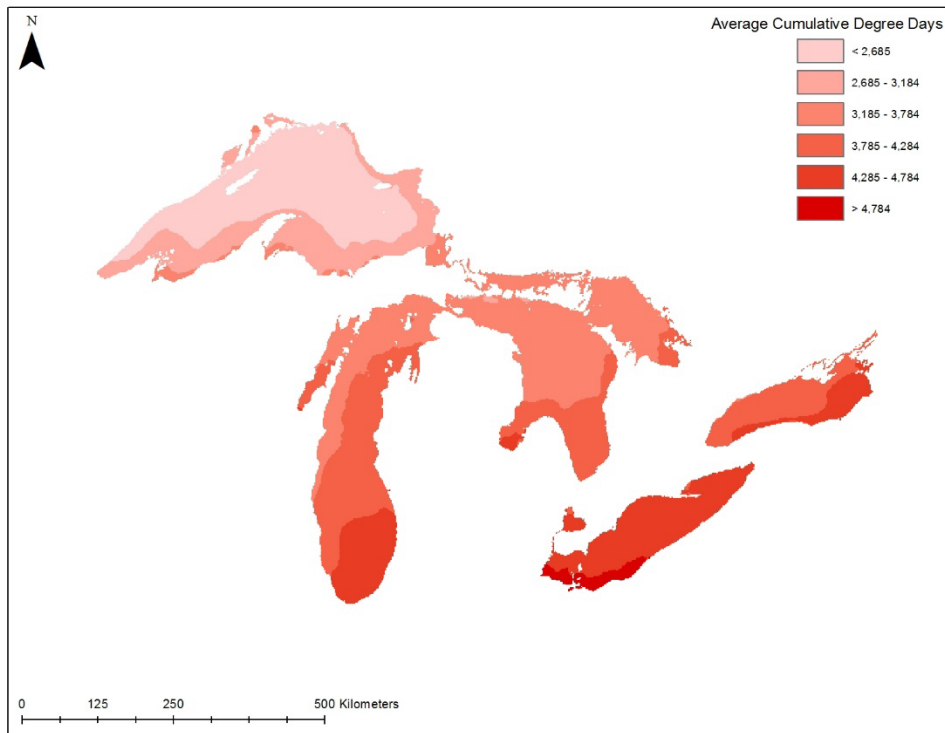 N
Average Cumulative Degree Days
< 2,685
2,685 - 3,184
3,185 - 3,784
3,785 - 4,284
4,285 - 4,784
> 4,784
0 125 250 500 Kilometers